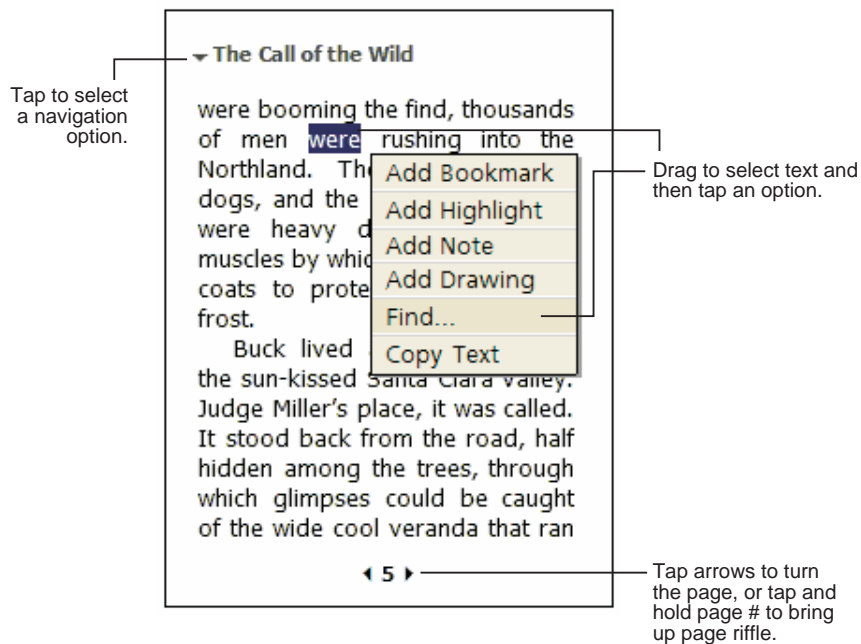 The Call of the Wild
Tap to select
a navigation
option.
were booming the find, thousands
of men were rushing into the
Northland. The
dogs, and the
were heavy d
muscles by whic
coats to prote
frost.
Buck lived
the sun-kissed Santa Clara Valley.
Judge Miller's place, it was called.
It stood back from the road, half
hidden among the trees, through
which glimpses could be caught
of the wide cool veranda that ran
Add Bookmark
Add Highlight
Add Note
Add Drawing
Find...
Copy Text
Drag to select text and
then tap an option.
5
Tap arrows to turn
the page, or tap and
hold page # to bring
up page riffle.